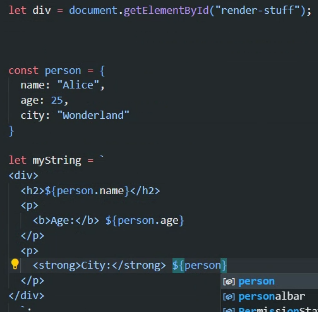 let div = document.getElementById("render-stuff");
const person = {
  name: "Alice",
  age: 25,
  city: "Wonderland"
}
let myString = `
<div>
  <h2>${person.name}</h2>
  <p>
    <b>Age:</b> ${person.age}
  </p>
  <p>
    <strong>City:</strong> ${person}
person
  </p>
personalbar
</div>
PermissionSta
`;